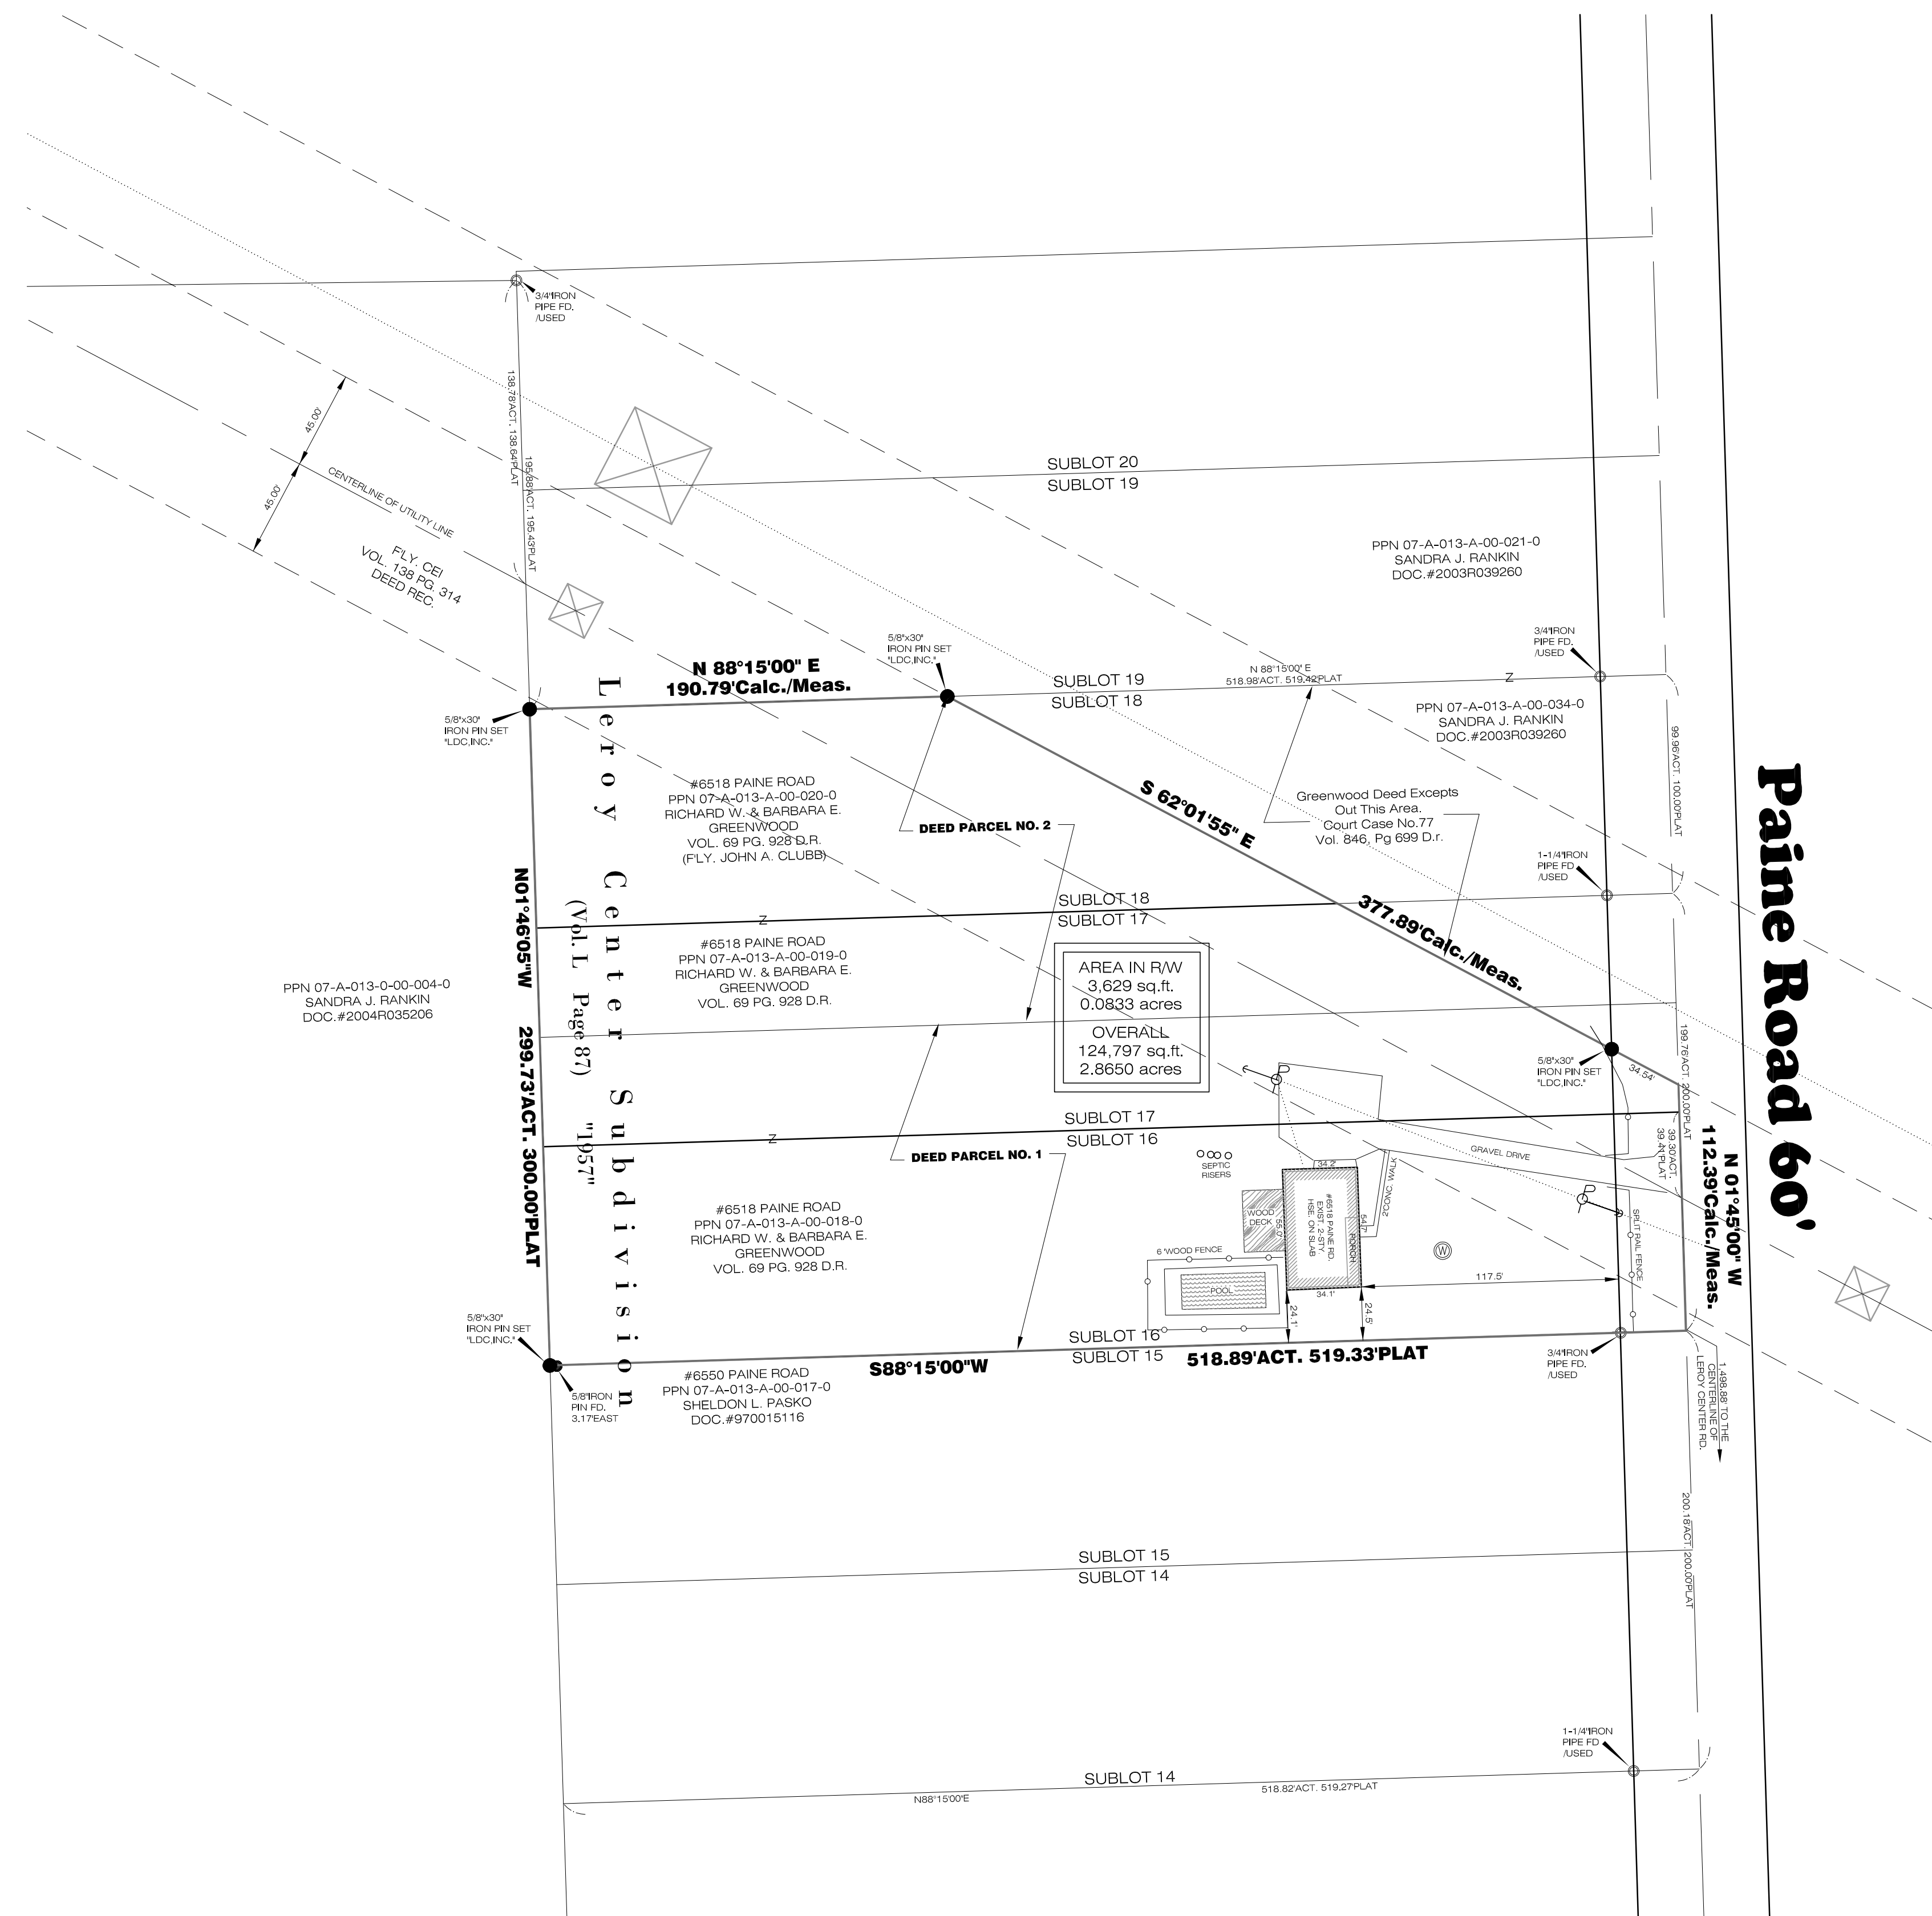 3/4"IRON
PIPE FD.
/USED
138.78'ACT. 138.64'PLAT
195.88'ACT. 195.43'PLAT
45.00'
45.00'
CENTERLINE OF UTILITY LINE
F'LY. CEI
VOL. 138 PG. 314
DEED REC.
SUBLOT 20
SUBLOT 19
PPN 07-A-013-A-00-021-0
SANDRA J. RANKIN
DOC.#2003R039260
3/4"IRON
PIPE FD.
/USED
5/8"x30"
IRON PIN SET
"LDC,INC."
N 88°15'00" E
190.79'Calc./Meas.
SUBLOT 19
SUBLOT 18
N 88°15'00" E
518.98'ACT. 519.42'PLAT
Z
5/8"x30"
IRON PIN SET
"LDC,INC."
PPN 07-A-013-A-00-034-0
SANDRA J. RANKIN
DOC.#2003R039260
99.96'ACT. 100.00'PLAT
Paine Road 60'
Leroy Center Subdivision
(Vol. L Page 87) "1957"
#6518 PAINE ROAD
PPN 07-A-013-A-00-020-0
RICHARD W. & BARBARA E.
GREENWOOD
VOL. 69 PG. 928 D.R.
(F'LY. JOHN A. CLUBB)
DEED PARCEL NO. 2
S 62°01'55" E
377.89'Calc./Meas.
Greenwood Deed Excepts
Out This Area.
Court Case No.77
Vol. 846, Pg 699 D.r.
1-1/4"IRON
PIPE FD
/USED
SUBLOT 18
SUBLOT 17
Z
N01°46'05"W 299.73'ACT. 300.00'PLAT
#6518 PAINE ROAD
PPN 07-A-013-A-00-019-0
RICHARD W. & BARBARA E.
GREENWOOD
VOL. 69 PG. 928 D.R.
PPN 07-A-013-0-00-004-0
SANDRA J. RANKIN
DOC.#2004R035206
AREA IN R/W
3,629 sq.ft.
0.0833 acres
OVERALL
124,797 sq.ft.
2.8650 acres
5/8"x30"
IRON PIN SET
"LDC,INC."
34.54'
199.76'ACT. 200.00'PLAT
39.30'ACT.
39.41'PLAT
N 01°45'00" W
112.39'Calc./Meas.
SUBLOT 17
SUBLOT 16
Z
DEED PARCEL NO. 1
P
SEPTIC
RISERS
34.2'
2'CONC. WALK
GRAVEL DRIVE
P
#6518 PAINE ROAD
PPN 07-A-013-A-00-018-0
RICHARD W. & BARBARA E.
GREENWOOD
VOL. 69 PG. 928 D.R.
WOOD
DECK
55.0'
#6518 PAINE RD.
EXIST. 2-STY.
HSE. ON SLAB
PORCH
54.7'
6 'WOOD FENCE
POOL
W
SPLIT RAIL FENCE
117.5'
34.1'
24.1'
24.5'
5/8"x30"
IRON PIN SET
"LDC,INC."
SUBLOT 16
SUBLOT 15
S88°15'00"W
518.89'ACT. 519.33'PLAT
3/4"IRON
PIPE FD.
/USED
1,498.88' TO THE
CENTERLINE OF
LEROY CENTER RD.
5/8"IRON
PIN FD.
3.17'EAST
#6550 PAINE ROAD
PPN 07-A-013-A-00-017-0
SHELDON L. PASKO
DOC.#970015116
200.18'ACT. 200.00'PLAT
SUBLOT 15
SUBLOT 14
1-1/4"IRON
PIPE FD
/USED
SUBLOT 14
N88°15'00"E
518.82'ACT. 519.27'PLAT